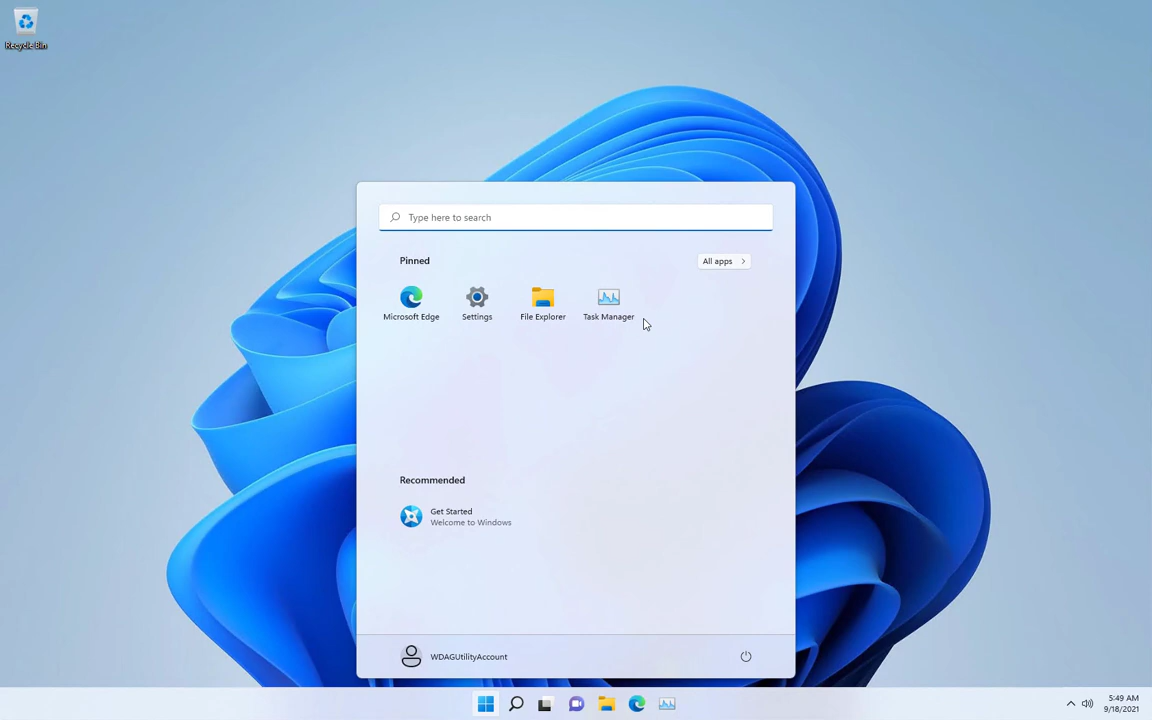 Recycle Bin
Type here to search
Pinned
All apps
Microsoft Edge
Settings
File Explorer
Task Manager
Recommended
Get Started
Welcome to Windows
WDAGUtilityAccount
5:49 AM
9/18/2021